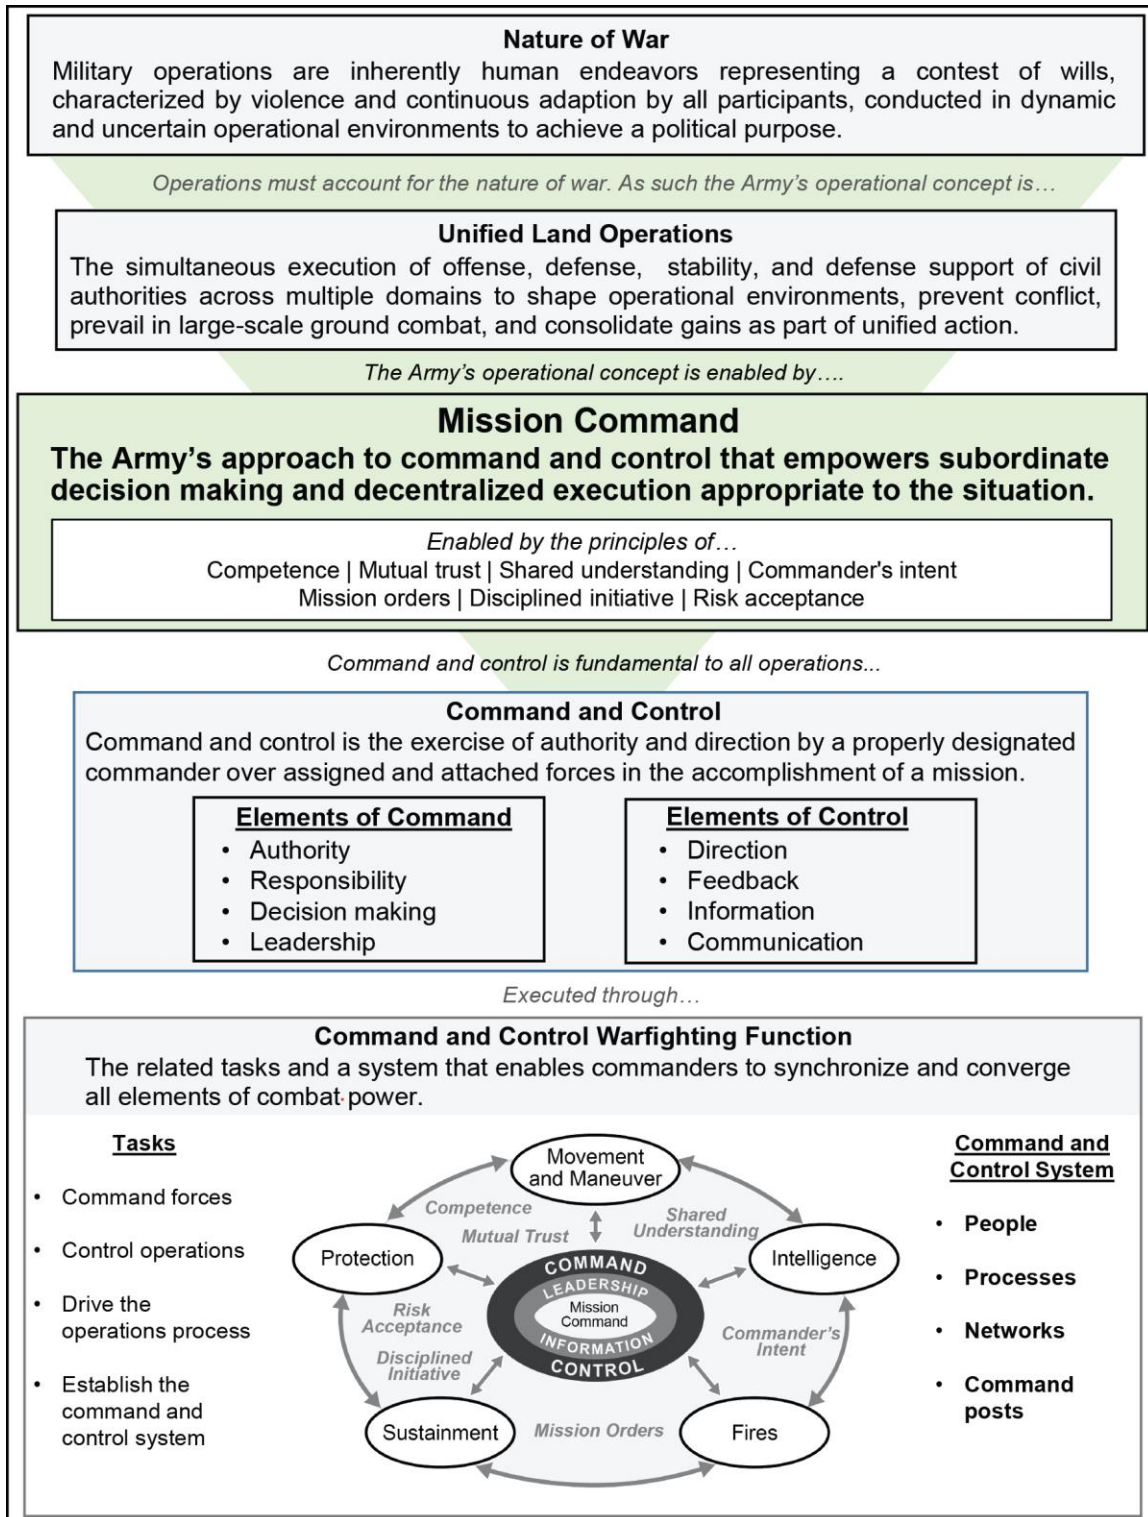 Nature of War
Military operations are inherently human endeavors representing a contest of wills,
characterized by violence and continuous adaption by all participants, conducted in dynamic
and uncertain operational environments to achieve a political purpose.
Operations must account for the nature of war. As such the Army's operational concept is…
Unified Land Operations
The simultaneous execution of offense, defense, stability, and defense support of civil
authorities across multiple domains to shape operational environments, prevent conflict,
prevail in large-scale ground combat, and consolidate gains as part of unified action.
The Army's operational concept is enabled by….
Mission Command
The Army's approach to command and control that empowers subordinate
decision making and decentralized execution appropriate to the situation.
Enabled by the principles of…
Competence | Mutual trust | Shared understanding | Commander's intent
Mission orders | Disciplined initiative | Risk acceptance
Command and control is fundamental to all operations...
Command and Control
Command and control is the exercise of authority and direction by a properly designated
commander over assigned and attached forces in the accomplishment of a mission.
Elements of Command
• Authority
• Responsibility
• Decision making
• Leadership
Elements of Control
• Direction
• Feedback
• Information
• Communication
Executed through…
Command and Control Warfighting Function
The related tasks and a system that enables commanders to synchronize and converge
all elements of combat power.
Tasks
• Command forces
• Control operations
• Drive the
operations process
• Establish the
command and
control system
Movement
and Maneuver
Competence
Mutual Trust
Shared
Understanding
Protection
Intelligence
COMMAND
LEADERSHIP
Mission
Command
INFORMATION
CONTROL
Risk
Acceptance
Disciplined
Initiative
Commander's
Intent
Sustainment
Mission Orders
Fires
Command and
Control System
• People
• Processes
• Networks
• Command
posts